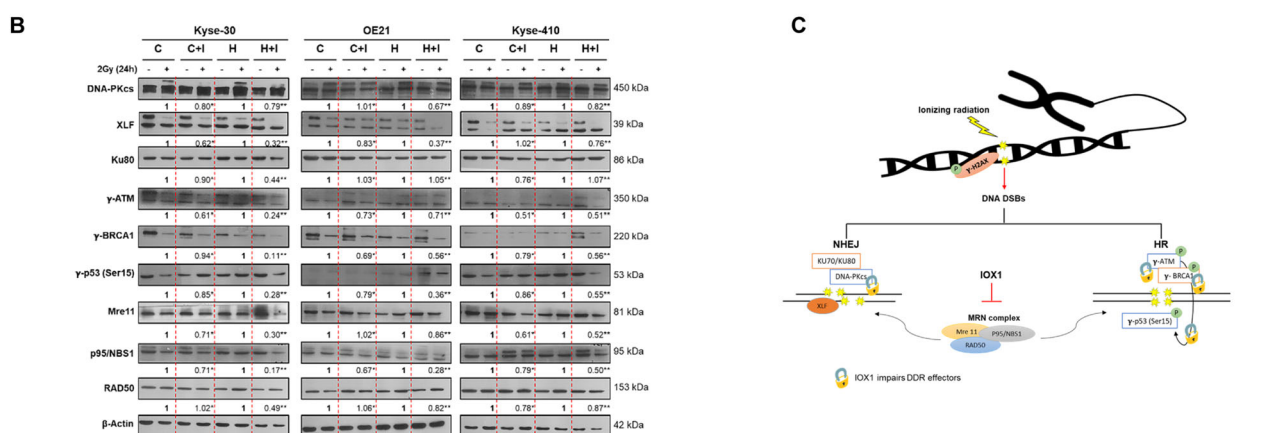 B
Kyse-30 OE21 Kyse-410
C C+I H H+I C C+I H H+I C C+I H H+I
2Gy (24h) - + - + - + - + - + - + - + - + - + - + - + - +
DNA-PKcs 450 kDa
1 0.80* 1 0.79** 1 1.01* 1 0.67** 1 0.89* 1 0.82**
XLF 39 kDa
1 0.62* 1 0.32** 1 0.83* 1 0.37** 1 1.02* 1 0.76**
Ku80 86 kDa
1 0.90* 1 0.44** 1 1.03* 1 1.05** 1 0.76* 1 1.07**
γ-ATM 350 kDa
1 0.61* 1 0.24** 1 0.73* 1 0.71** 1 0.51* 1 0.51**
γ-BRCA1 220 kDa
1 0.94* 1 0.11** 1 0.69* 1 0.56** 1 0.79* 1 0.56**
γ-p53 (Ser15) 53 kDa
1 0.85* 1 0.28** 1 0.79* 1 0.36** 1 0.86* 1 0.55**
Mre11 81 kDa
1 0.71* 1 0.30** 1 1,02* 1 0.86** 1 0.61* 1 0.52**
p95/NBS1 95 kDa
1 0.71* 1 0.17** 1 0.67* 1 0.28** 1 0.79* 1 0.50**
RAD50 153 kDa
1 1.02* 1 0.49** 1 1.06* 1 0.82** 1 0.78* 1 0.87**
β-Actin 42 kDa
C
Ionizing radiation
P
γ-H2AX
DNA DSBs
NHEJ
KU70/KU80
DNA-PKcs
XLF
IOX1
MRN complex
Mre 11 P95/NBS1
RAD50
HR
γ-ATM P
γ- BRCA1 P
γ-p53 (Ser15) P
IOX1 impairs DDR effectors